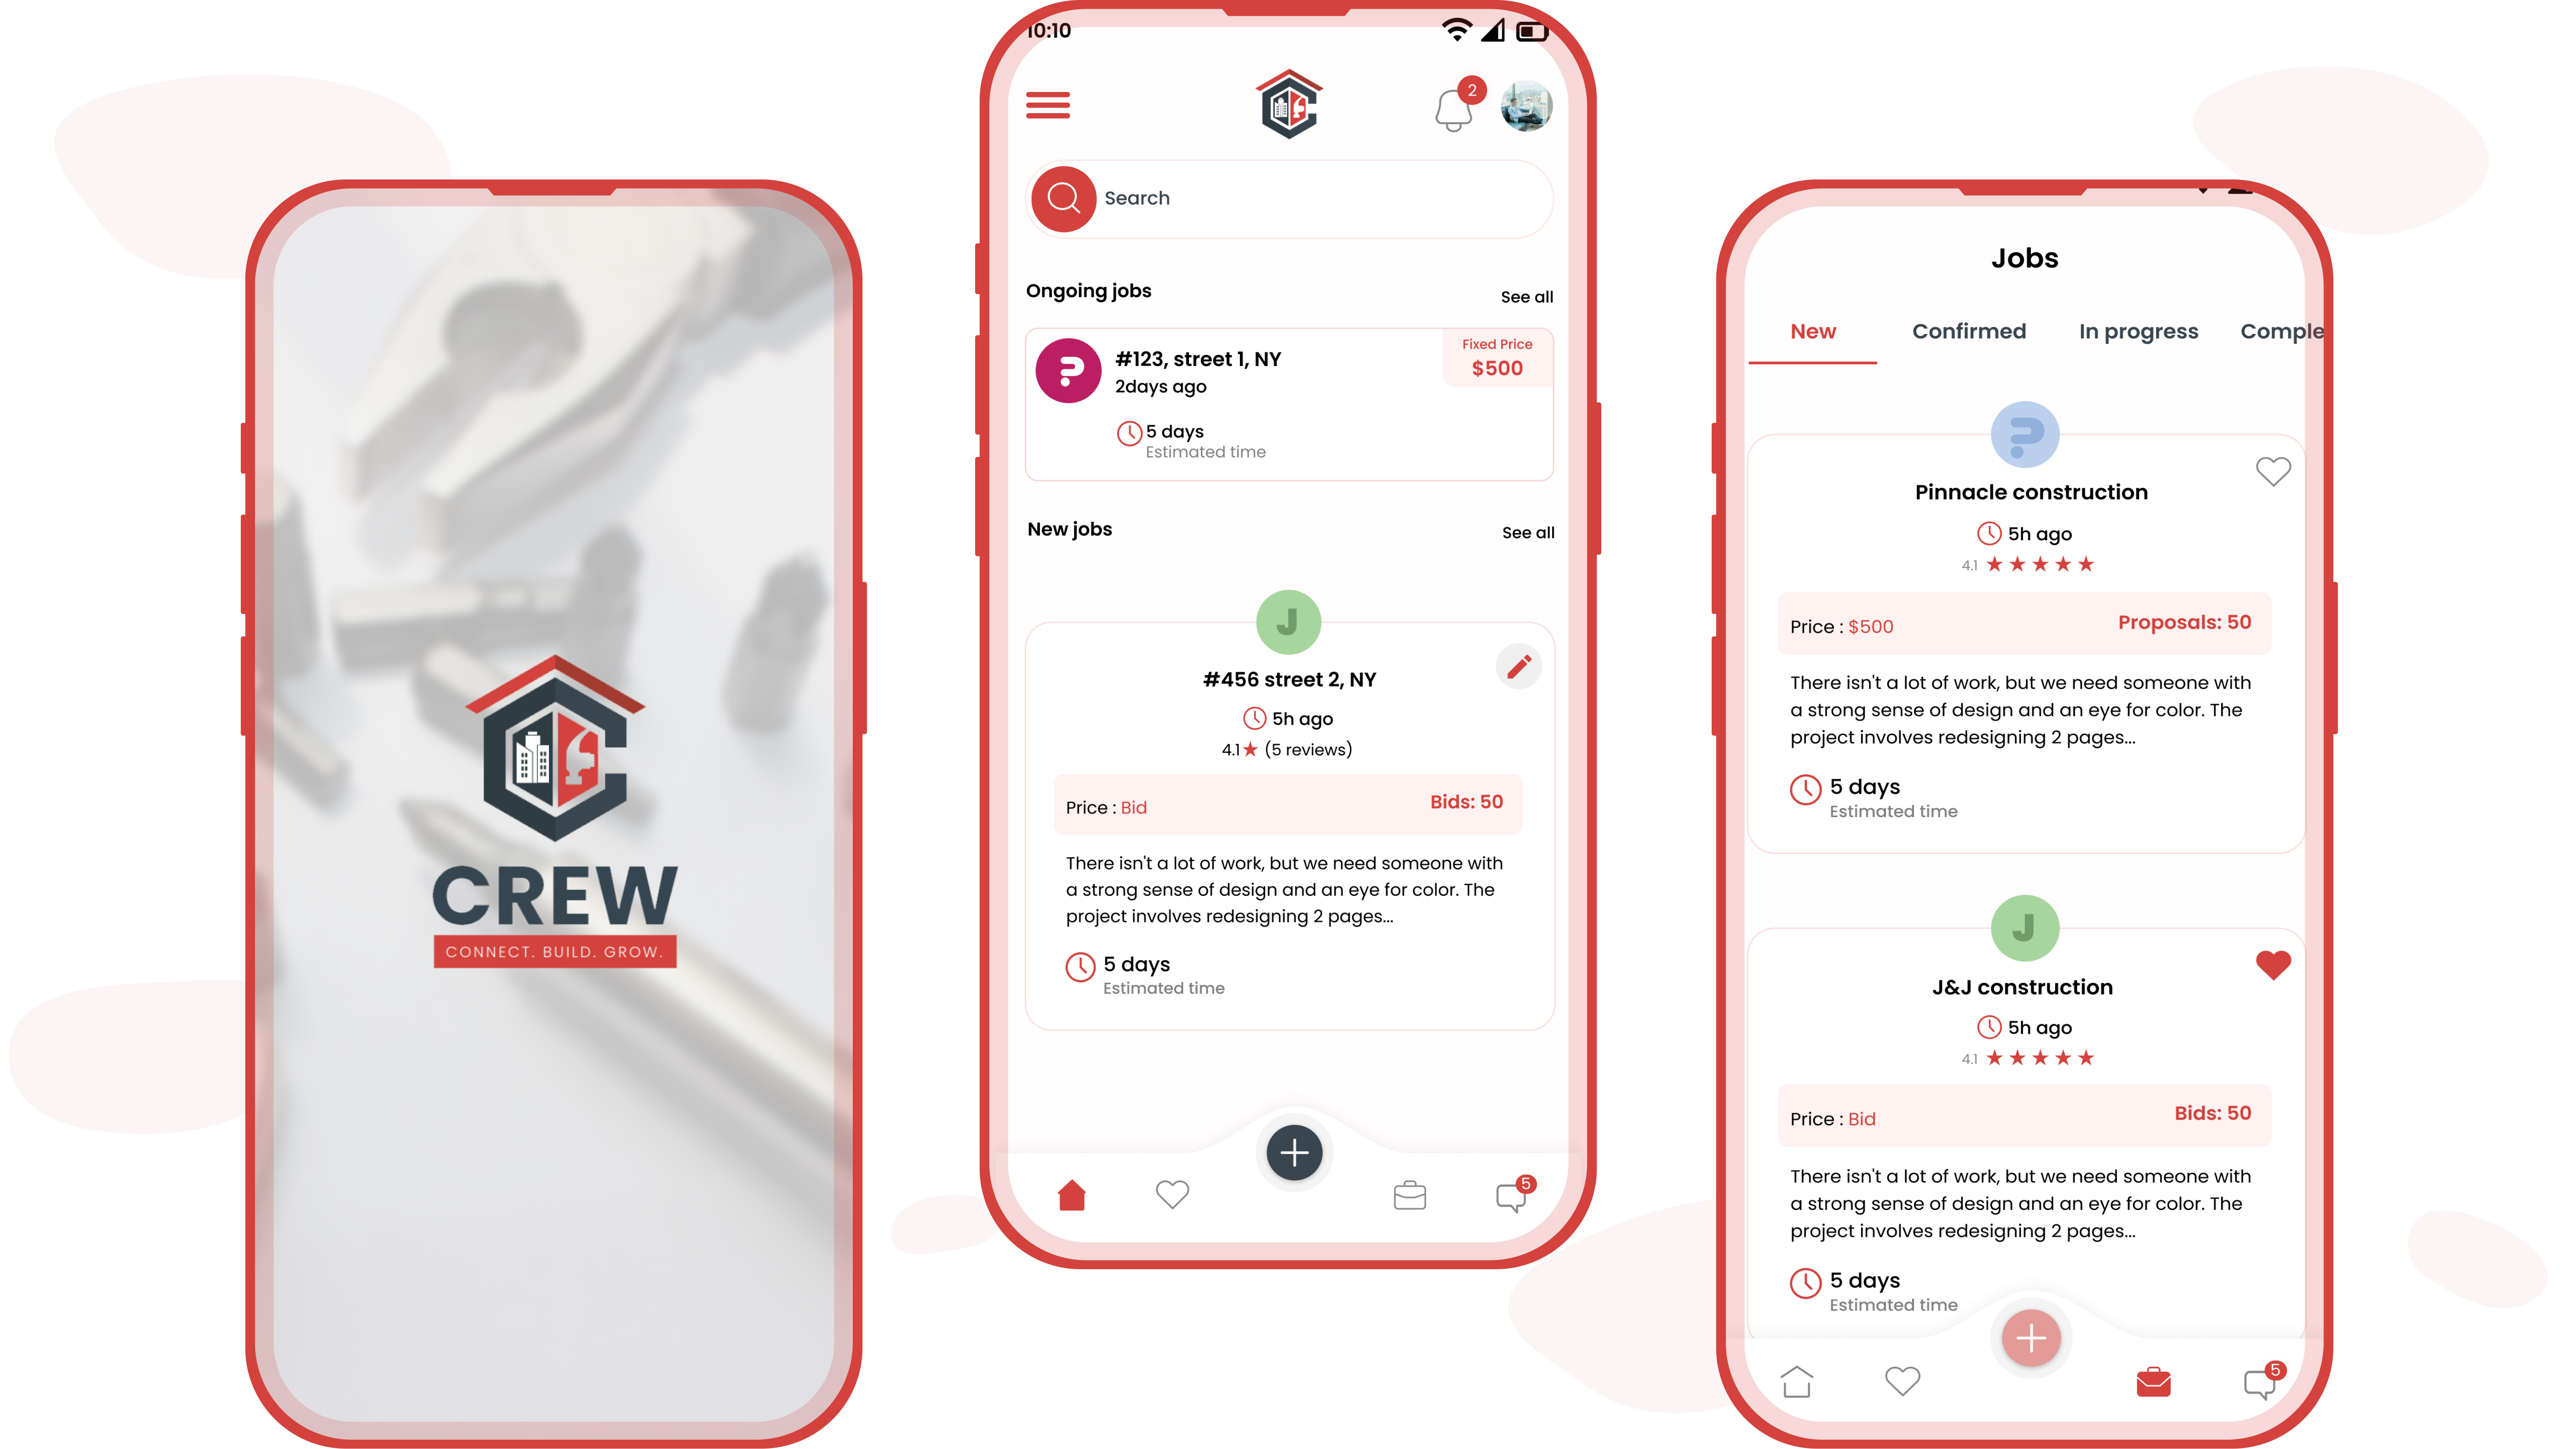 CREW
CONNECT. BUILD. GROW.
10:10
2
Search
Ongoing jobs
See all
#123, street 1, NY
2days ago
Fixed Price
$500
5 days
Estimated time
New jobs
See all
J
#456 street 2, NY
5h ago
4.1 (5 reviews)
Price : Bid
Bids: 50
There isn't a lot of work, but we need someone with
a strong sense of design and an eye for color. The
project involves redesigning 2 pages...
5 days
Estimated time
5
Jobs
New
Confirmed
In progress
Comple
Pinnacle construction
5h ago
4.1
Price : $500
Proposals: 50
There isn't a lot of work, but we need someone with
a strong sense of design and an eye for color. The
project involves redesigning 2 pages...
5 days
Estimated time
J
J&J construction
5h ago
4.1
Price : Bid
Bids: 50
There isn't a lot of work, but we need someone with
a strong sense of design and an eye for color. The
project involves redesigning 2 pages...
5 days
Estimated time
5